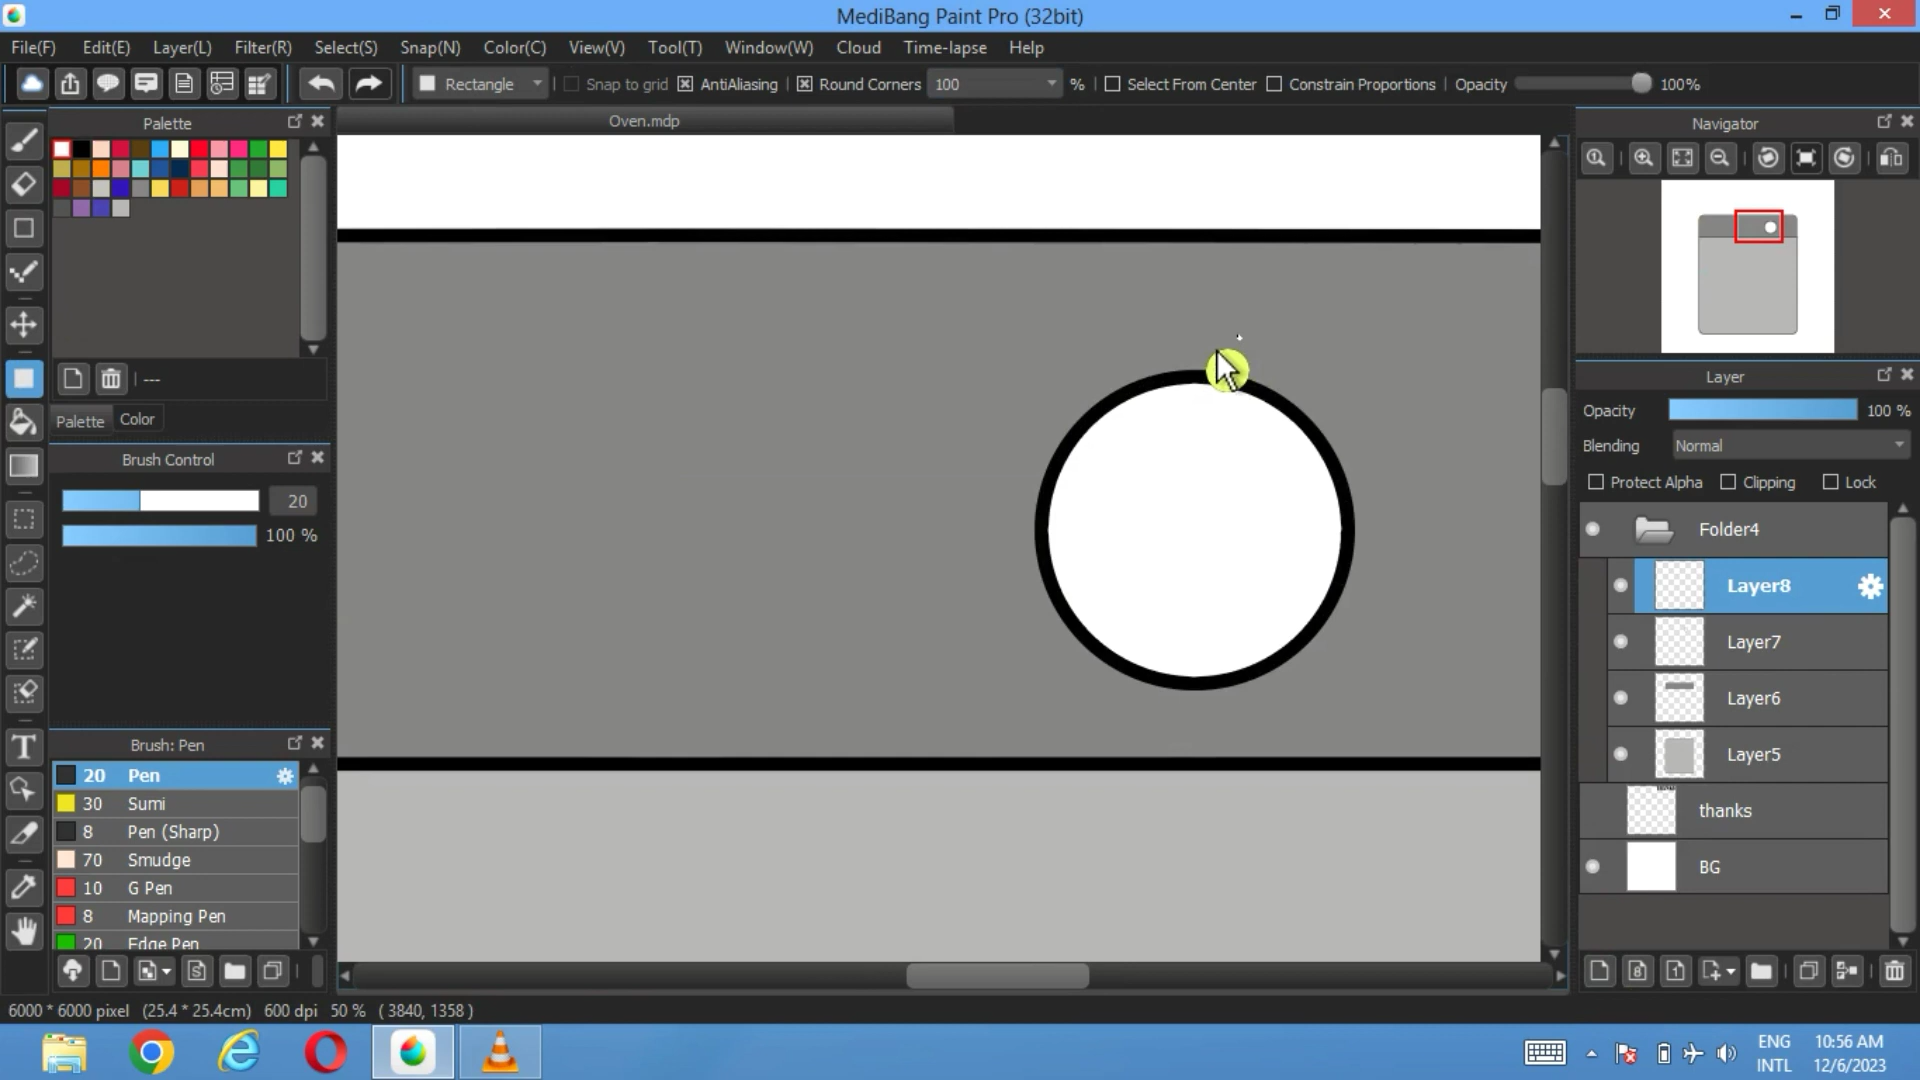 MediBang Paint Pro (32bit)
File(F) Edit(E) Layer(L) Filter(R) Select(S) Snap(N) Color(C) View(V) Tool(T) Window(W) Cloud Time-lapse Help
Rectangle Snap to grid AntiAliasing Round Corners 100 % Select From Center Constrain Proportions Opacity 100%
Palette
Oven.mdp
Navigator
---
Palette Color
Brush Control
20
100 %
Layer
Opacity 100 %
Blending Normal
Protect Alpha Clipping Lock
Folder4
Layer8
Layer7
Layer6
Layer5
thanks
BG
Brush: Pen
20 Pen
30 Sumi
8 Pen (Sharp)
70 Smudge
10 G Pen
8 Mapping Pen
20 Edge Pen
6000 * 6000 pixel (25.4 * 25.4cm) 600 dpi 50 % ( 3840, 1358 )
ENG
INTL
10:56 AM
12/6/2023